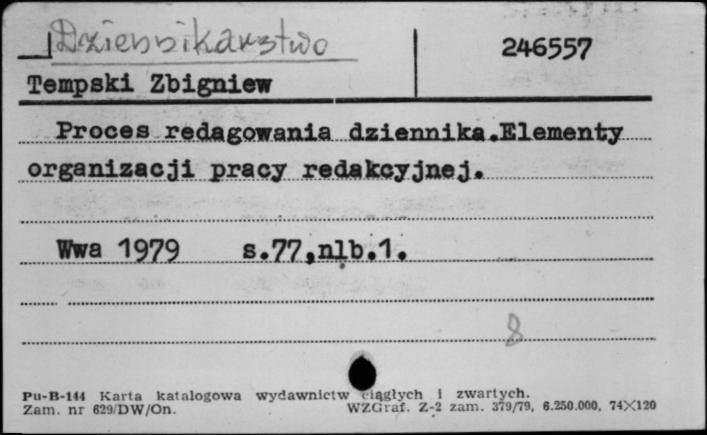 Dziennikarstwo
246557
Tempski Zbigniew
Proces redagowania dziennika.Elementy
organizacji pracy redakcyjnej.
Wwa 1979 s.77,nlb.1.
8
Pu-B-144 Karta katalogowa wydawnictw ciągłych i zwartych.
Zam. nr 629/DW/On. WZGraf. Z-2 zam. 379/79, 6.250.000, 74×120